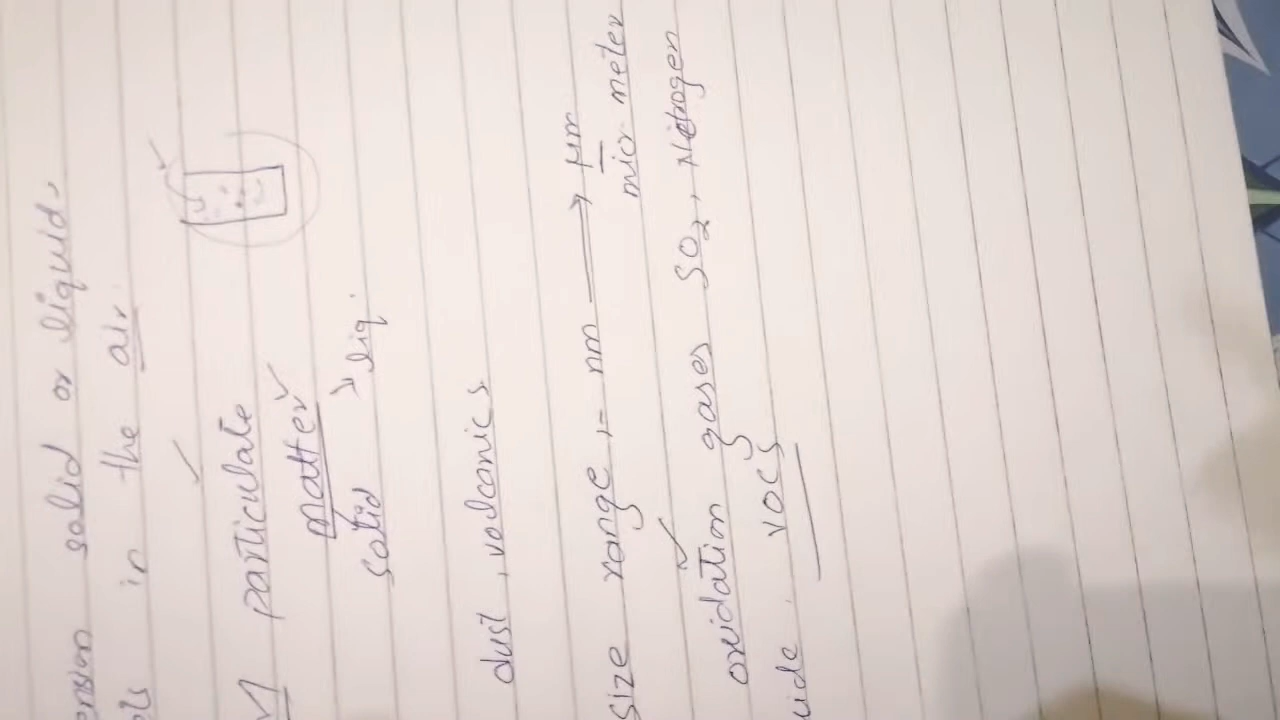 solid or liquid.
in the air.
particulate
matter
solid liq.
dust, volcanics
size range :- nm → μm
micr meter
oxidation gases SO2, Nitrogen
VOCS